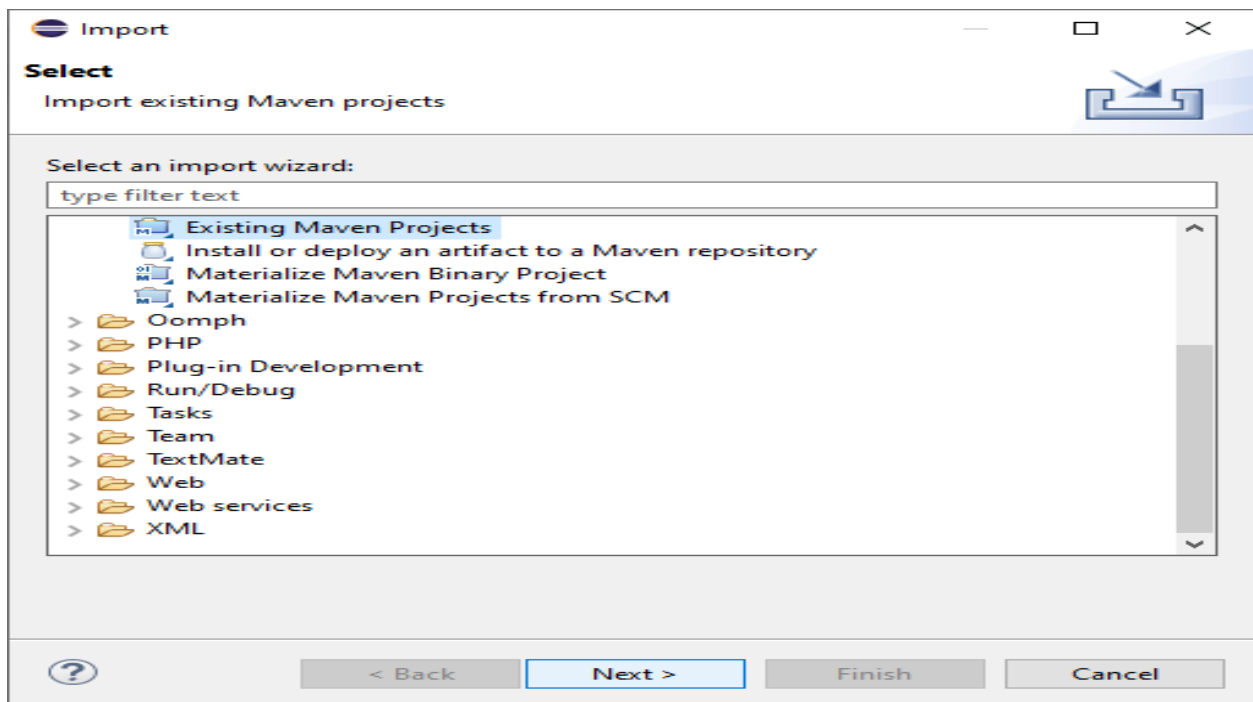 Import
Select
Import existing Maven projects
Select an import wizard:
type filter text
Existing Maven Projects
Install or deploy an artifact to a Maven repository
Materialize Maven Binary Project
Materialize Maven Projects from SCM
Oomph
PHP
Plug-in Development
Run/Debug
Tasks
Team
TextMate
Web
Web services
XML
? < Back Next > Finish Cancel